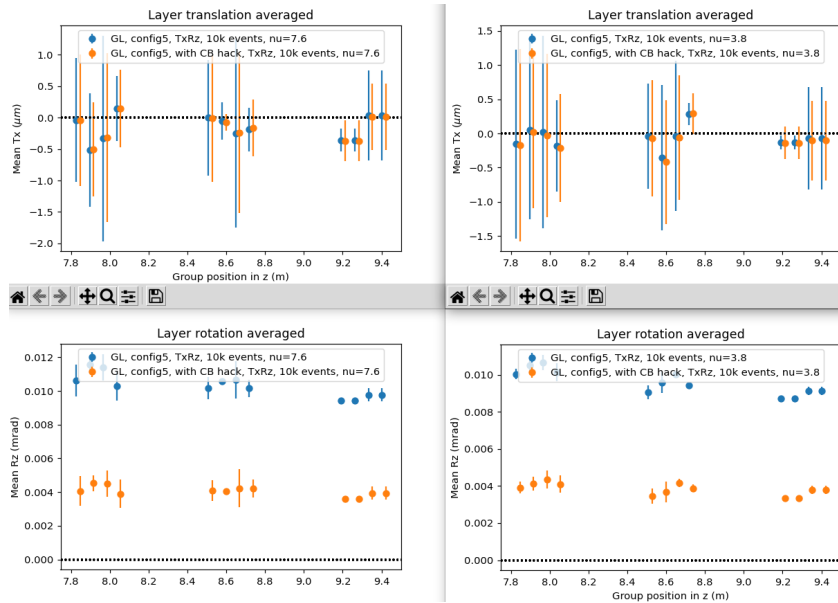 Layer translation averaged
GL, config5, TxRz, 10k events, nu=7.6
GL, config5, with CB hack, TxRz, 10k events, nu=7.6
Mean Tx (μm)
1.0
0.5
0.0
−0.5
−1.0
−1.5
−2.0
7.8 8.0 8.2 8.4 8.6 8.8 9.0 9.2 9.4
Group position in z (m)
Layer translation averaged
GL, config5, TxRz, 10k events, nu=3.8
GL, config5, with CB hack, TxRz, 10k events, nu=3.8
Mean Tx (μm)
1.5
1.0
0.5
0.0
−0.5
−1.0
−1.5
7.8 8.0 8.2 8.4 8.6 8.8 9.0 9.2 9.4
Group position in z (m)
Layer rotation averaged
GL, config5, TxRz, 10k events, nu=7.6
GL, config5, with CB hack, TxRz, 10k events, nu=7.6
Mean Rz (mrad)
0.012
0.010
0.008
0.006
0.004
0.002
0.000
7.8 8.0 8.2 8.4 8.6 8.8 9.0 9.2 9.4
Layer rotation averaged
GL, config5, TxRz, 10k events, nu=3.8
GL, config5, with CB hack, TxRz, 10k events, nu=3.8
Mean Rz (mrad)
0.010
0.008
0.006
0.004
0.002
0.000
7.8 8.0 8.2 8.4 8.6 8.8 9.0 9.2 9.4
Group position in z (m)